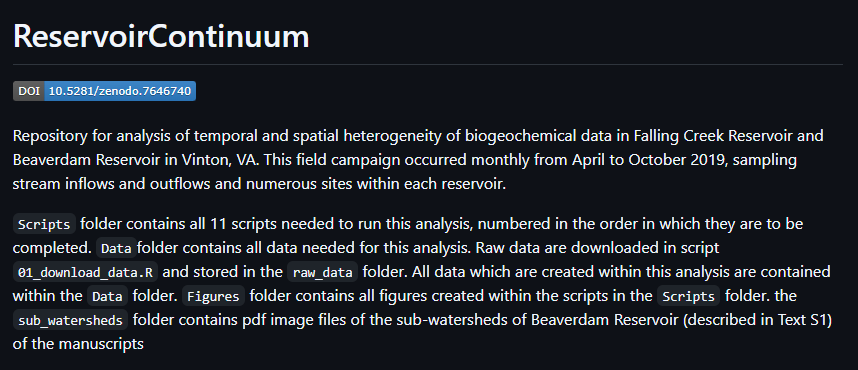 ReservoirContinuum
DOI 10.5281/zenodo.7646740
Repository for analysis of temporal and spatial heterogeneity of biogeochemical data in Falling Creek Reservoir and
Beaverdam Reservoir in Vinton, VA. This field campaign occurred monthly from April to October 2019, sampling
stream inflows and outflows and numerous sites within each reservoir.
Scripts folder contains all 11 scripts needed to run this analysis, numbered in the order in which they are to be
completed. Data folder contains all data needed for this analysis. Raw data are downloaded in script
01_download_data.R and stored in the raw_data folder. All data which are created within this analysis are contained
within the Data folder. Figures folder contains all figures created within the scripts in the Scripts folder. the
sub_watersheds folder contains pdf image files of the sub-watersheds of Beaverdam Reservoir (described in Text S1)
of the manuscripts